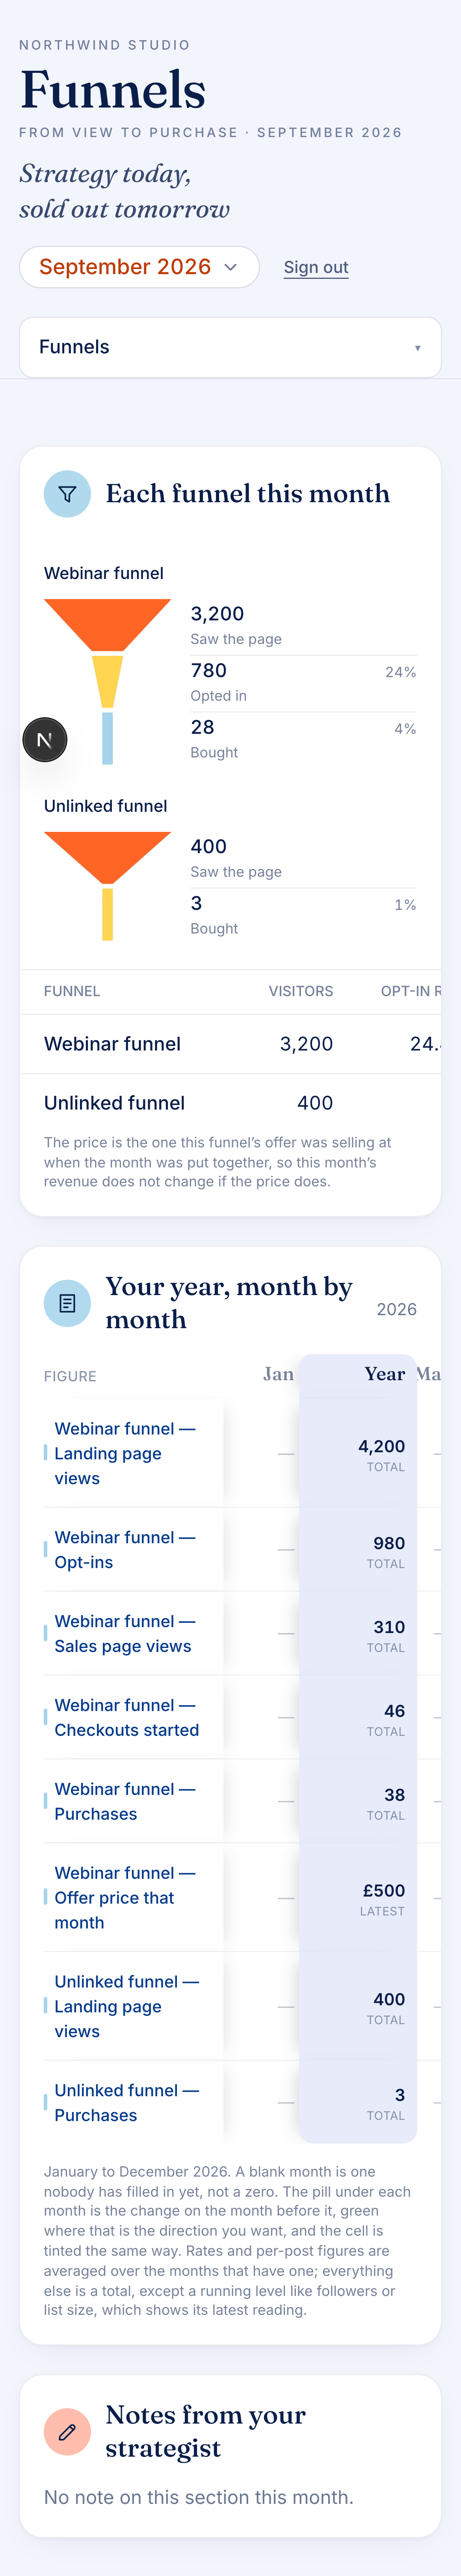 NORTHWIND STUDIO
Funnels
FROM VIEW TO PURCHASE · SEPTEMBER 2026
Strategy today,
sold out tomorrow
September 2026
Sign out
Funnels
Each funnel this month
Webinar funnel
3,200
Saw the page
780 24%
Opted in
28 4%
Bought
N
Unlinked funnel
400
Saw the page
3 1%
Bought
FUNNEL VISITORS OPT-IN R
Webinar funnel 3,200 24.
Unlinked funnel 400
The price is the one this funnel’s offer was selling at
when the month was put together, so this month’s
revenue does not change if the price does.
Your year, month by
month
2026
FIGURE Jan Year Ma
Webinar funnel —
Landing page
views
— 4,200 —
TOTAL
Webinar funnel —
Opt-ins
— 980 —
TOTAL
Webinar funnel —
Sales page views
— 310 —
TOTAL
Webinar funnel —
Checkouts started
— 46 —
TOTAL
Webinar funnel —
Purchases
— 38 —
TOTAL
Webinar funnel —
Offer price that
month
— £500 —
LATEST
Unlinked funnel —
Landing page
views
— 400 —
TOTAL
Unlinked funnel —
Purchases
— 3 —
TOTAL
January to December 2026. A blank month is one
nobody has filled in yet, not a zero. The pill under each
month is the change on the month before it, green
where that is the direction you want, and the cell is
tinted the same way. Rates and per-post figures are
averaged over the months that have one; everything
else is a total, except a running level like followers or
list size, which shows its latest reading.
Notes from your
strategist
No note on this section this month.